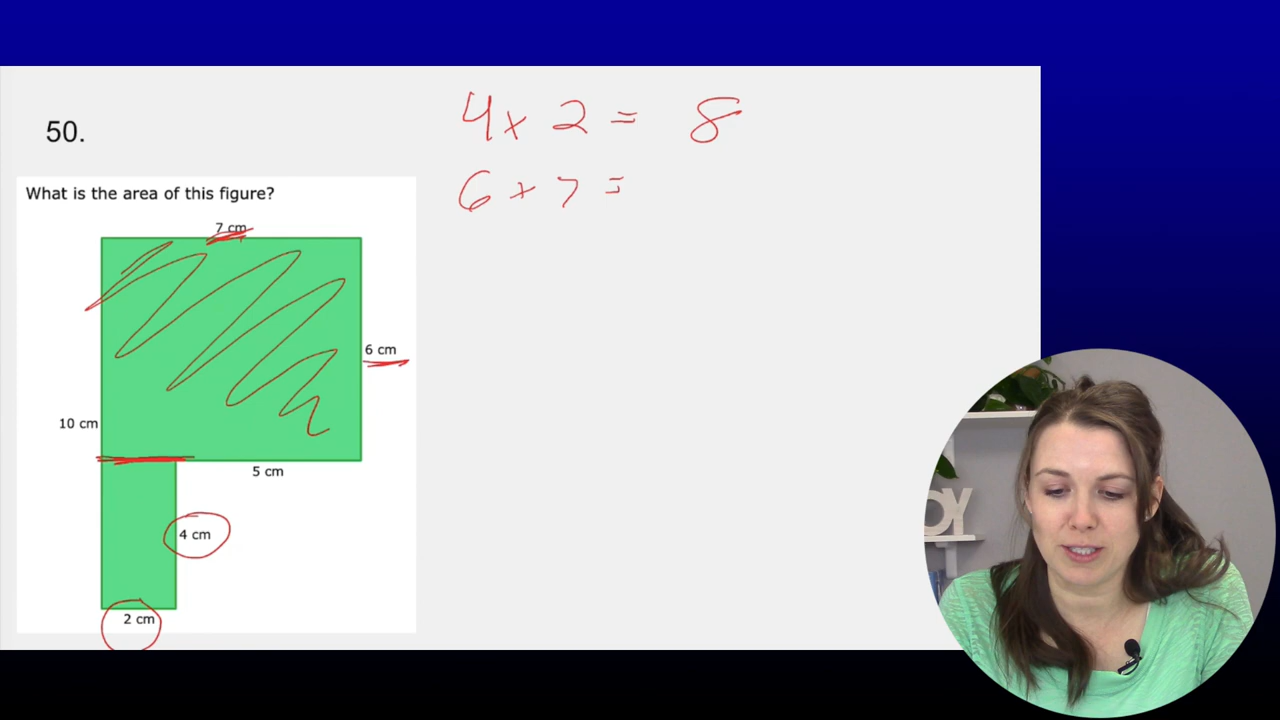 50.
4 x 2 = 8
6 x 7 =
What is the area of this figure?
7 cm
6 cm
10 cm
5 cm
4 cm
2 cm
OY